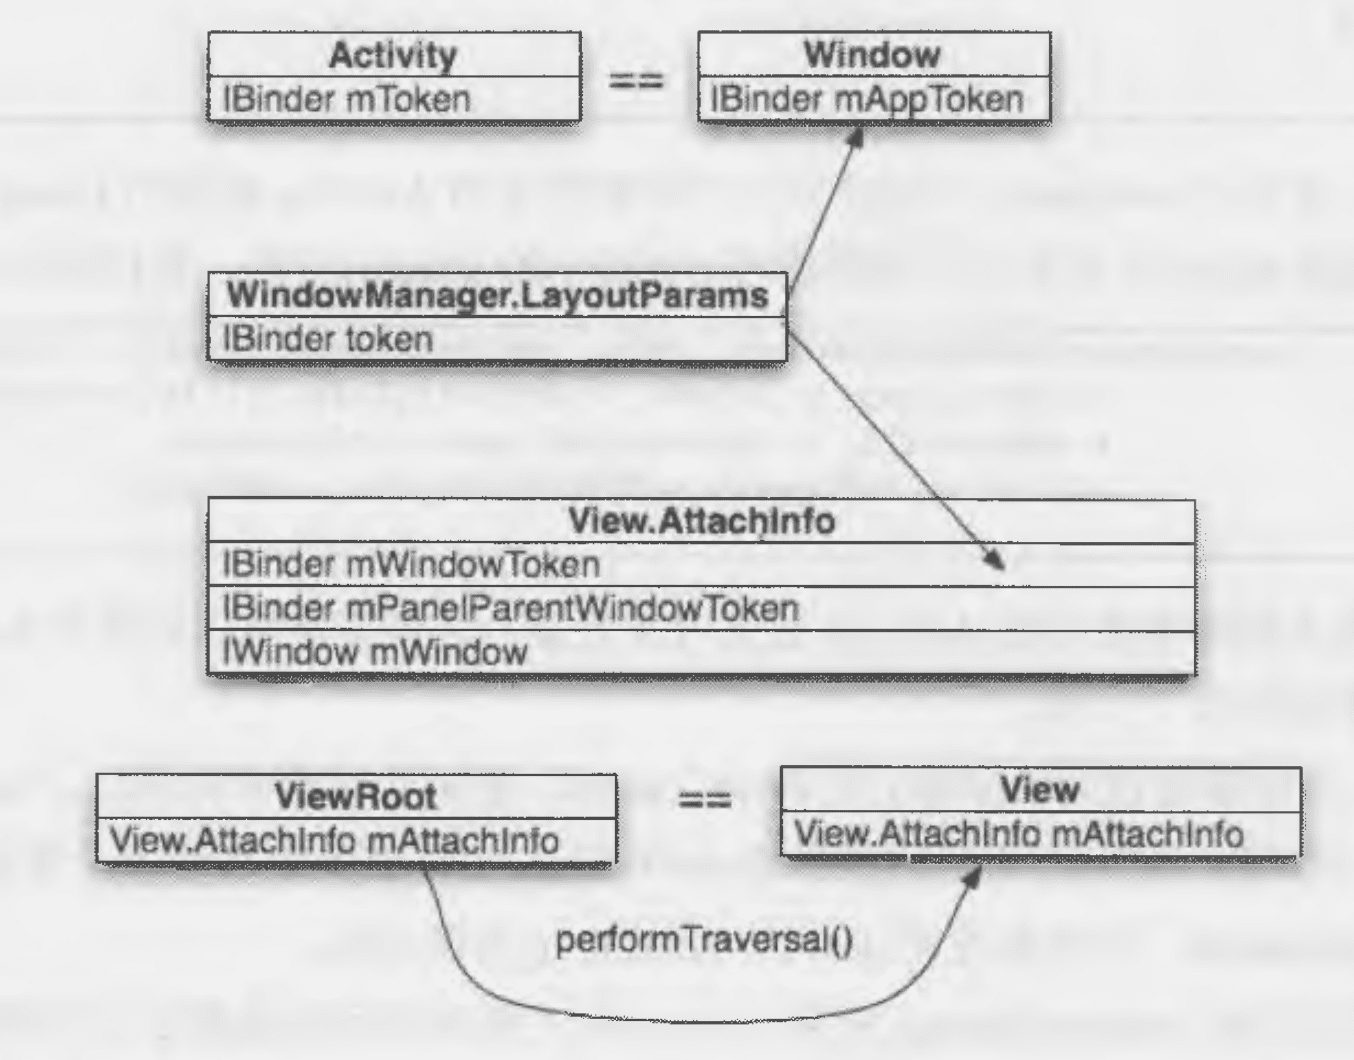 Activity
IBinder mToken
==
Window
IBinder mAppToken
WindowManager.LayoutParams
IBinder token
View.AttachInfo
IBinder mWindowToken
IBinder mPanelParentWindowToken
IWindow mWindow
ViewRoot
View.AttachInfo mAttachInfo
==
View
View.AttachInfo mAttachInfo
performTraversal()